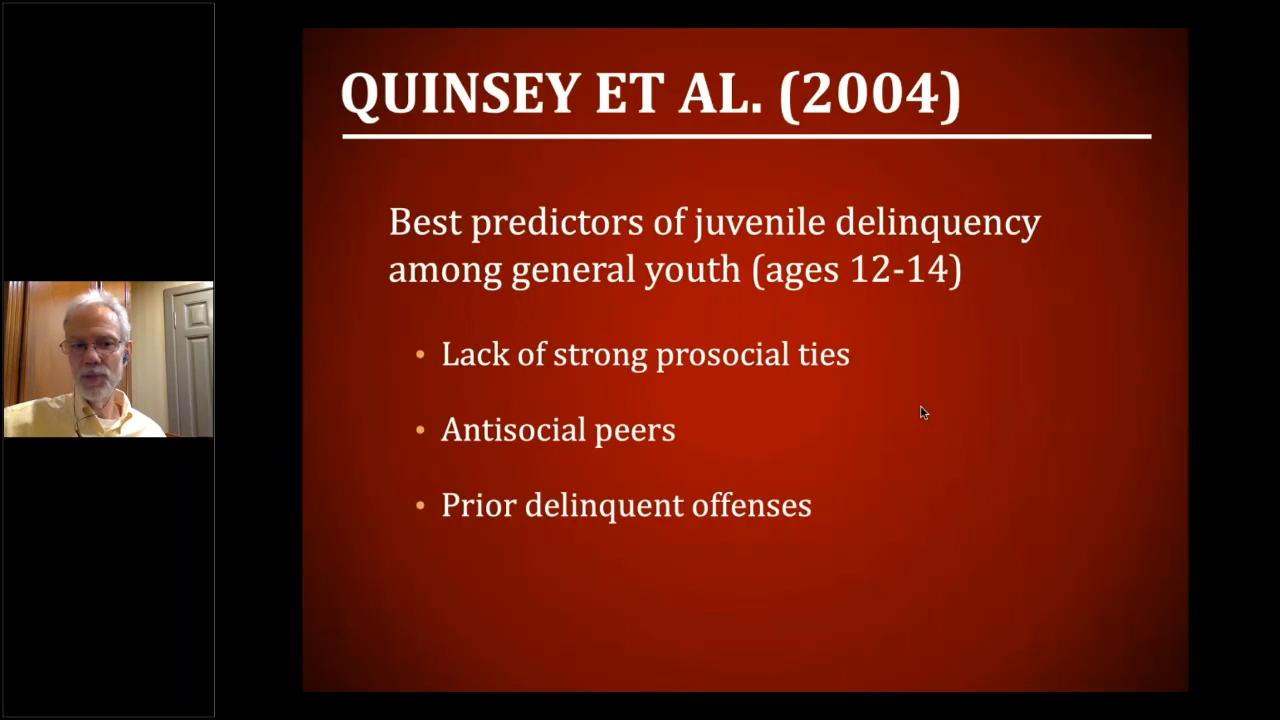 QUINSEY ET AL. (2004)
Best predictors of juvenile delinquency
among general youth (ages 12-14)
• Lack of strong prosocial ties
• Antisocial peers
• Prior delinquent offenses